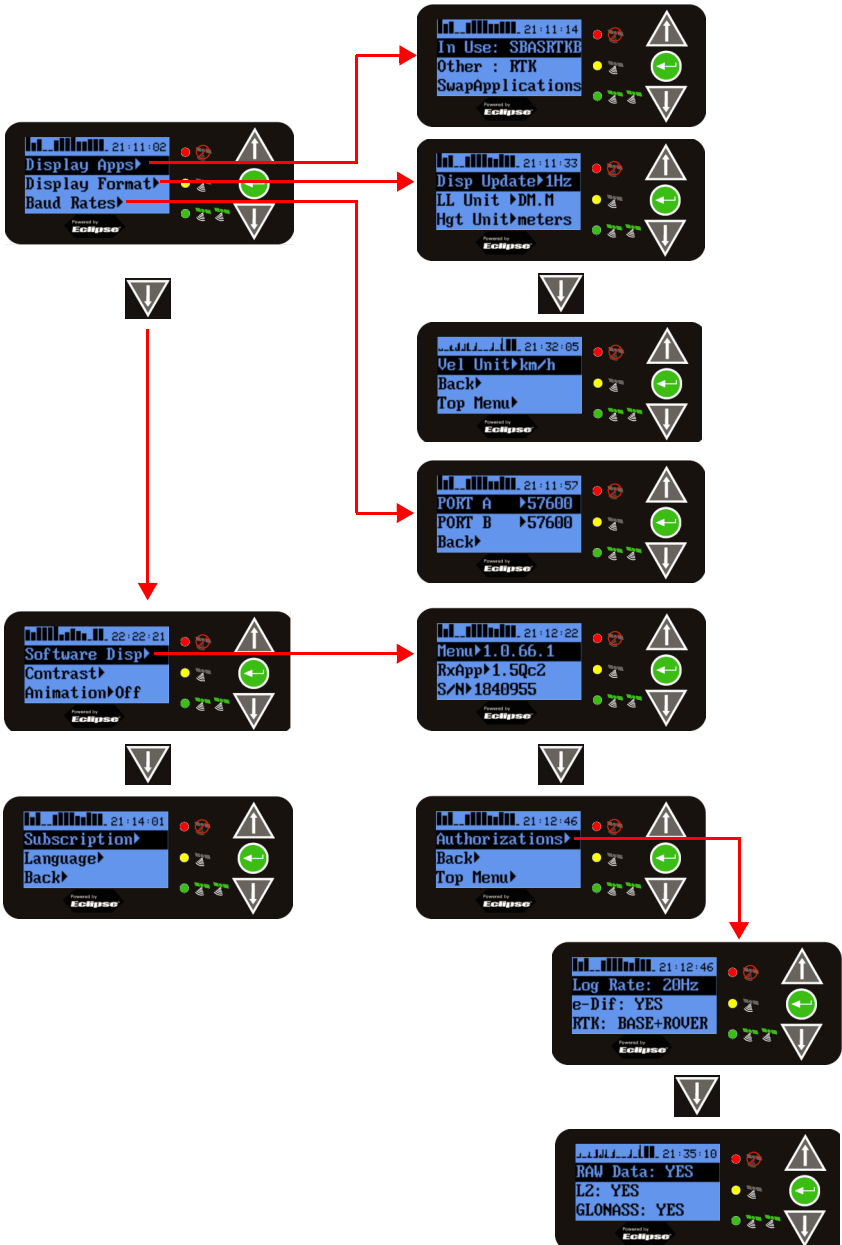 21:11:14
In Use: SBASRTKB
Other : RTK
SwapApplications
Powered by
Eclipse
21:11:02
Display Apps
Display Format
Baud Rates
Powered by
Eclipse
21:11:33
Disp Update 1Hz
LL Unit DM.M
Hgt Unit meters
Powered by
Eclipse
21:32:05
Vel Unit km/h
Back
Top Menu
Powered by
Eclipse
21:11:57
PORT A 57600
PORT B 57600
Back
Powered by
Eclipse
22:22:21
Software Disp
Contrast
Animation Off
Powered by
Eclipse
21:12:22
Menu 1.0.66.1
RxApp 1.5Qc2
S/N 1840955
Powered by
Eclipse
21:14:01
Subscription
Language
Back
Powered by
Eclipse
21:12:46
Authorizations
Back
Top Menu
Powered by
Eclipse
21:12:46
Log Rate: 20Hz
e-Dif: YES
RTK: BASE+ROVER
Powered by
Eclipse
21:35:10
RAW Data: YES
L2: YES
GLONASS: YES
Powered by
Eclipse